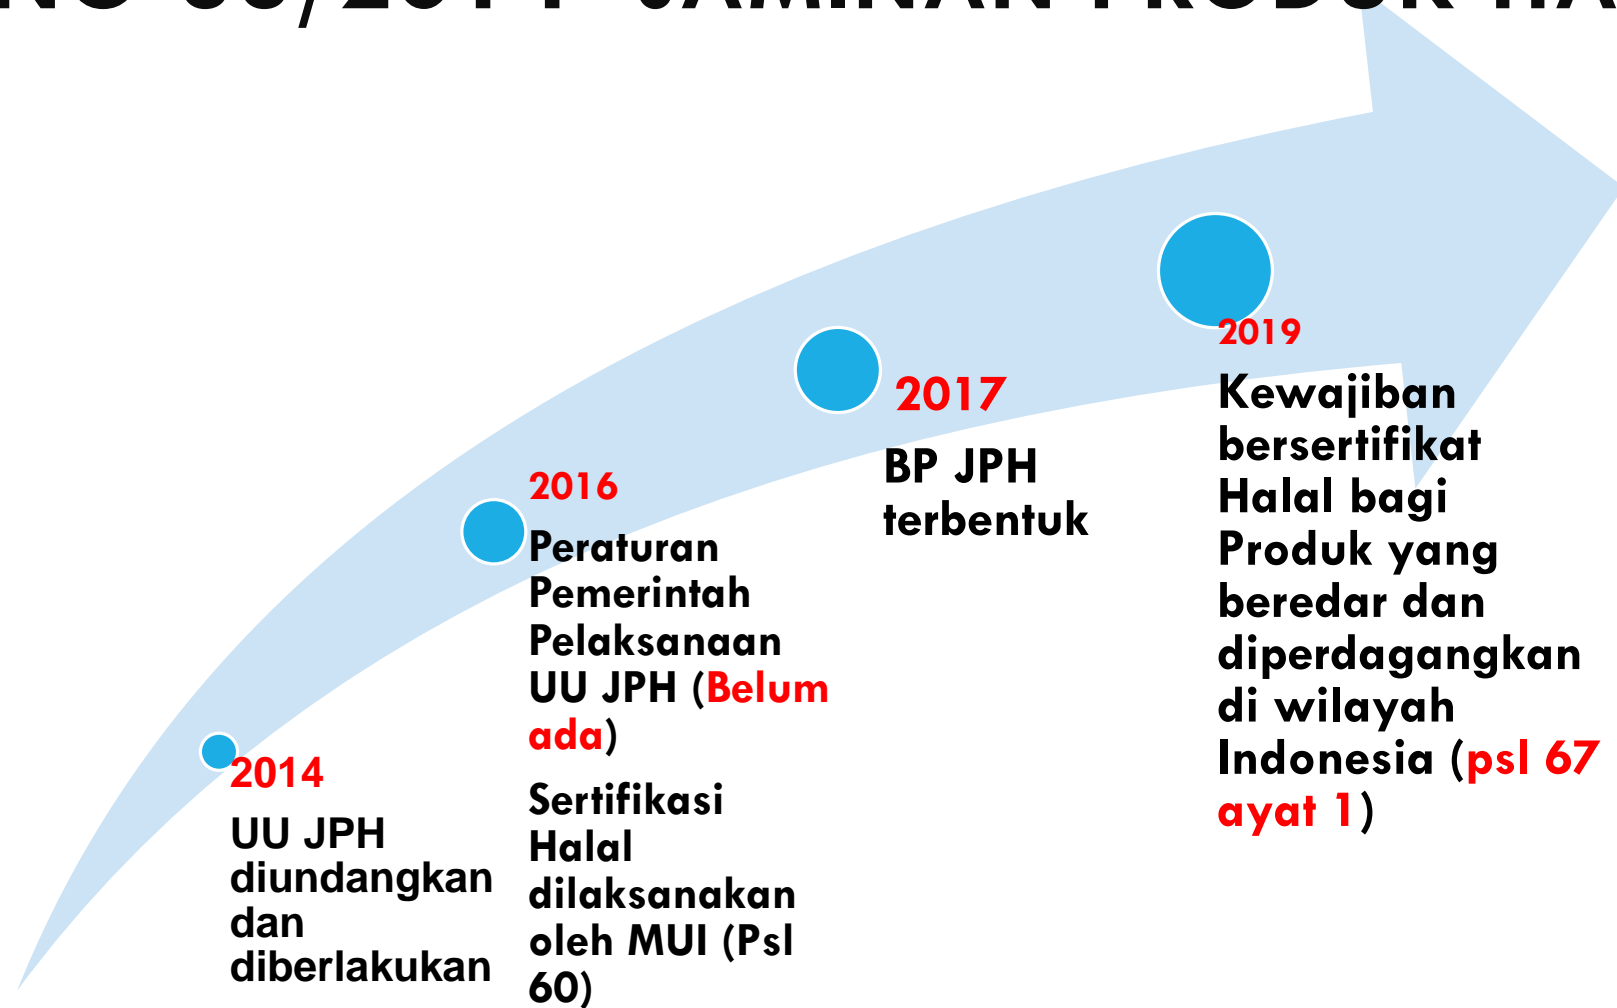 JAMINAN PRODUK
2014
UU JPH
diundangkan
dan
diberlakukan
2016
Peraturan
Pemerintah
Pelaksanaan
UU JPH (Belum
ada)
Sertifikasi
Halal
dilaksanakan
oleh MUI (Psl
60)
2017
BP JPH
terbentuk
2019
Kewajiban
bersertifikat
Halal bagi
Produk yang
beredar dan
diperdagangkan
di wilayah
Indonesia (psl 67
ayat 1)